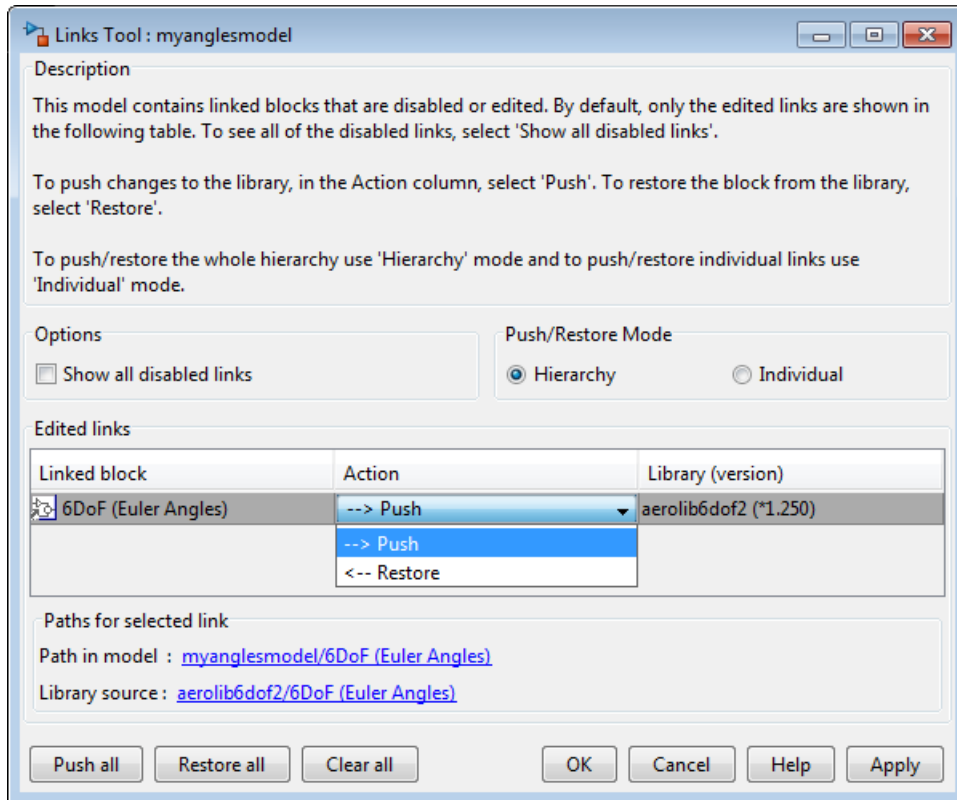 Links Tool : myanglesmodel
Description
This model contains linked blocks that are disabled or edited. By default, only the edited links are shown in
the following table. To see all of the disabled links, select 'Show all disabled links'.
To push changes to the library, in the Action column, select 'Push'. To restore the block from the library,
select 'Restore'.
To push/restore the whole hierarchy use 'Hierarchy' mode and to push/restore individual links use
'Individual' mode.
Options
Show all disabled links
Push/Restore Mode
Hierarchy Individual
Edited links
Linked block Action Library (version)
6DoF (Euler Angles) --> Push aerolib6dof2 (*1.250)
--> Push
<-- Restore
Paths for selected link
Path in model : myanglesmodel/6DoF (Euler Angles)
Library source : aerolib6dof2/6DoF (Euler Angles)
Push all Restore all Clear all OK Cancel Help Apply